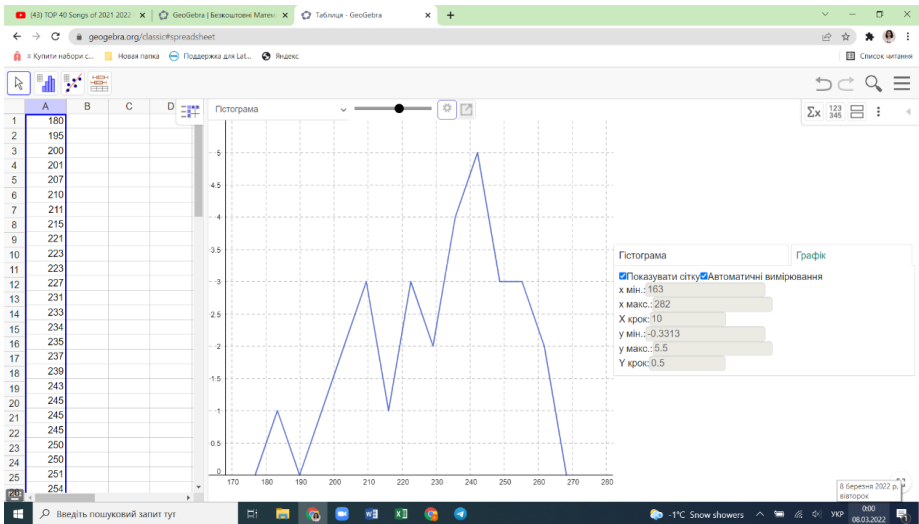 (43) TOP 40 Songs of 2021 2022
GeoGebra | Безкоштовні Матем
Таблиця - GeoGebra
geogebra.org/classic#spreadsheet
Купити набори с...
Новая папка
Поддержка для Lat...
Яндекс
Список читання
A B C D
Гістограма
Σx
123
345
1 180
2 195
3 200
4 201
5 207
6 210
7 211
8 215
9 221
10 223
11 223
12 227
13 231
14 233
15 234
16 235
17 237
18 239
19 243
20 245
21 245
22 245
23 250
24 250
25 251
254
5
4.5
4
3.5
3
2.5
2
1.5
1
0.5
0
170 180 190 200 210 220 230 240 250 260 270 280
Гістограма
Графік
Показувати сітку Автоматичні вимірювання
x мін.: 163
x макс.: 282
X крок: 10
y мін.: -0.3313
y макс.: 5.5
Y крок: 0.5
8 березня 2022 р.
вівторок
Введіть пошуковий запит тут
-1°C Snow showers
УКР
0:00
08.03.2022